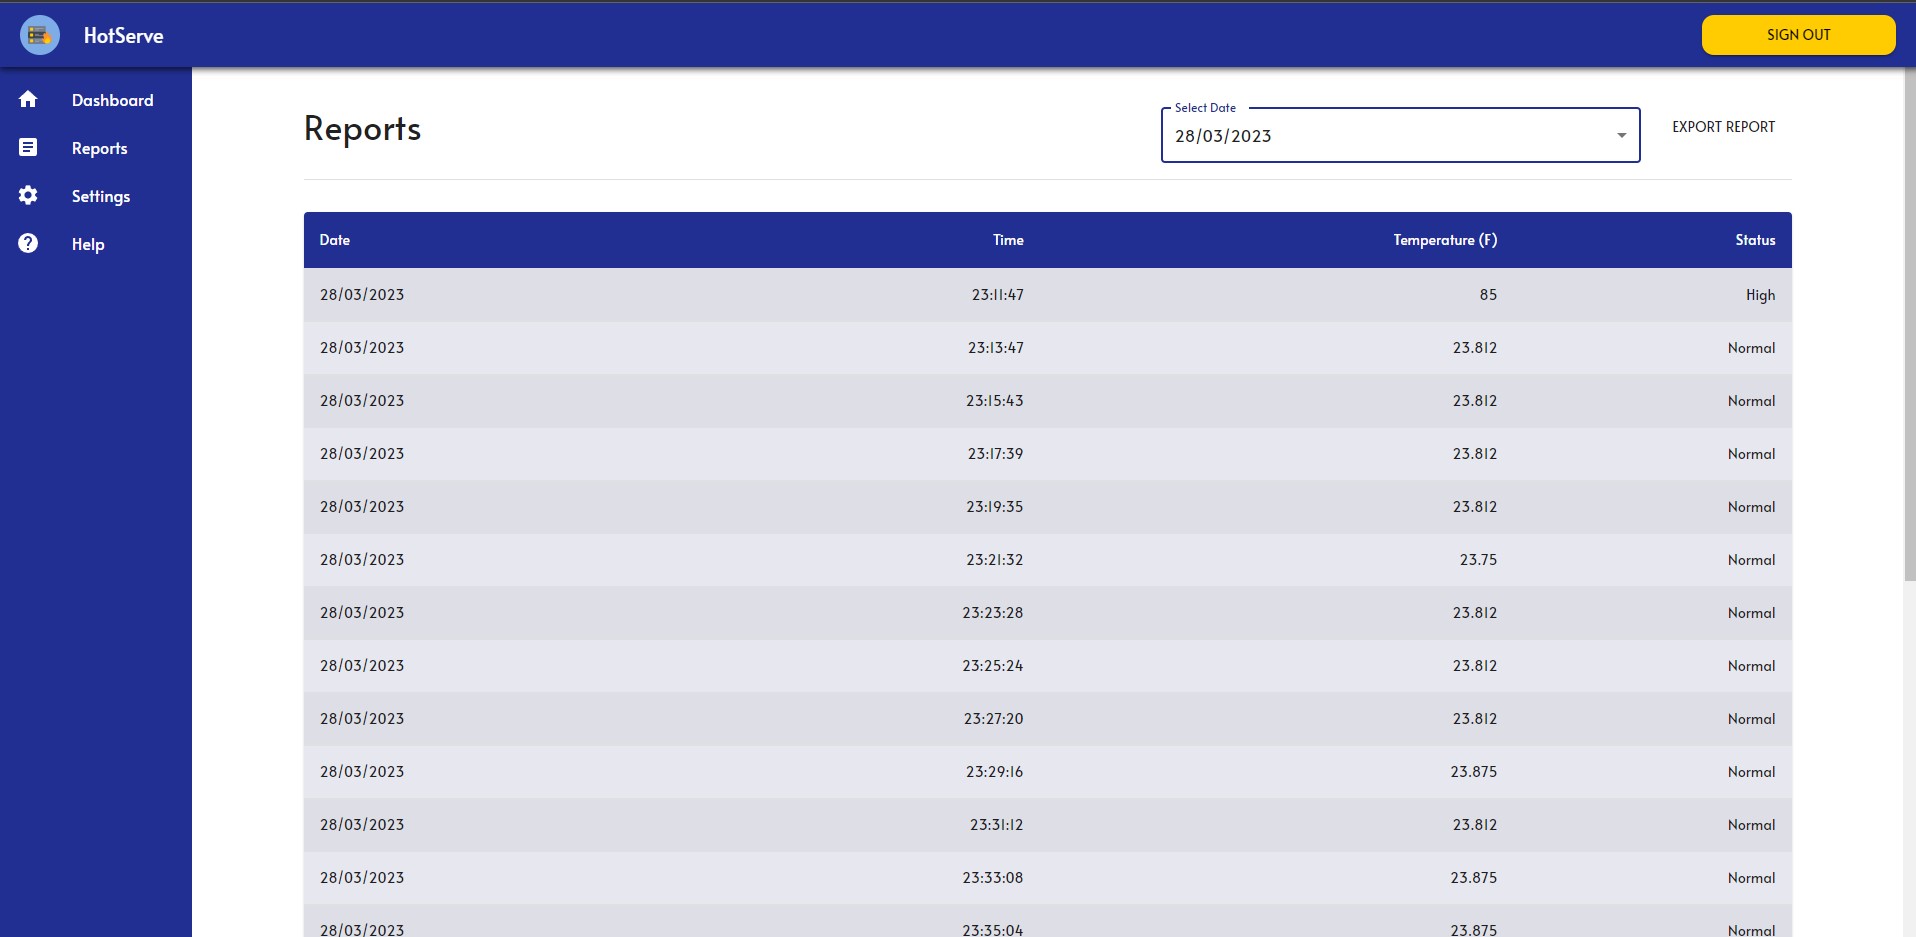 HotServe
SIGN OUT
Dashboard
Reports
Settings
Help
Reports
Select Date
28/03/2023
EXPORT REPORT
Date Time Temperature (F) Status
28/03/2023 23:11:47 85 High
28/03/2023 23:13:47 23.812 Normal
28/03/2023 23:15:43 23.812 Normal
28/03/2023 23:17:39 23.812 Normal
28/03/2023 23:19:35 23.812 Normal
28/03/2023 23:21:32 23.75 Normal
28/03/2023 23:23:28 23.812 Normal
28/03/2023 23:25:24 23.812 Normal
28/03/2023 23:27:20 23.812 Normal
28/03/2023 23:29:16 23.875 Normal
28/03/2023 23:31:12 23.812 Normal
28/03/2023 23:33:08 23.875 Normal
28/03/2023 23:35:04 23.875 Normal